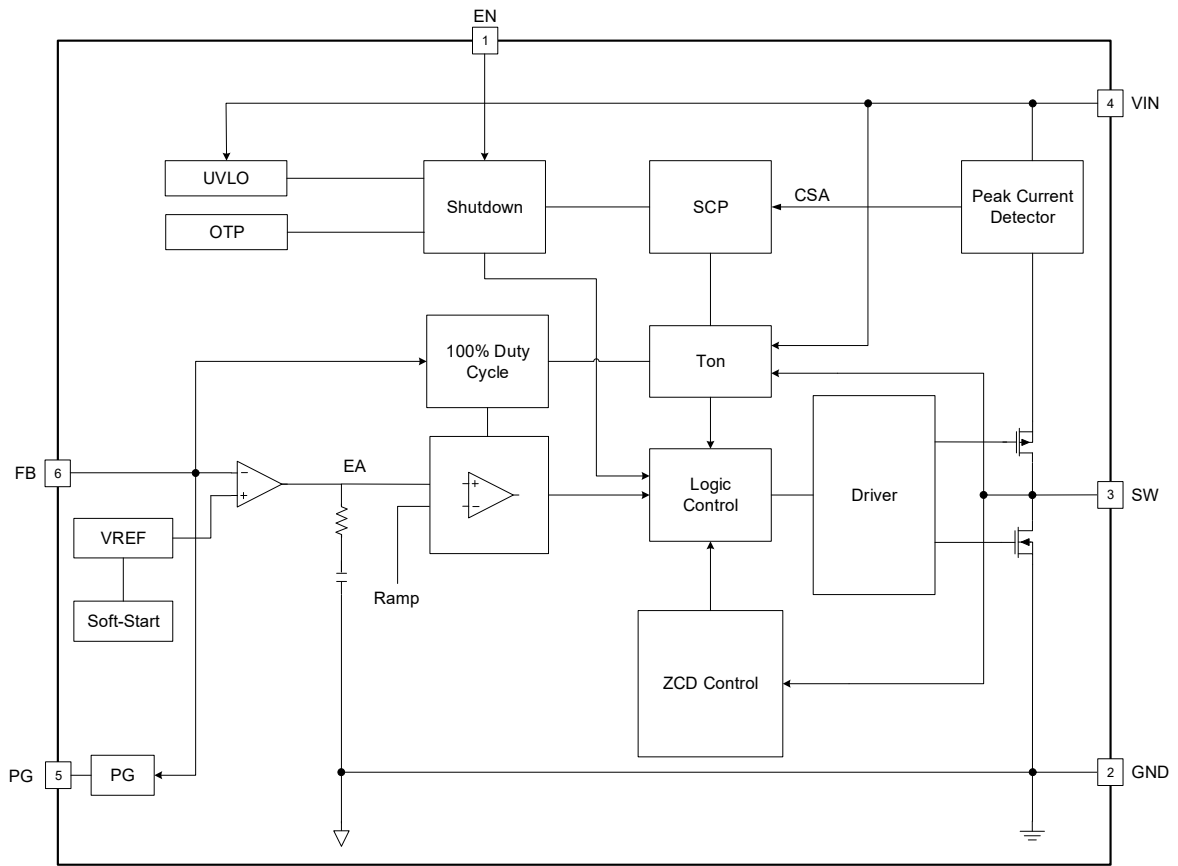 EN
1
4
VIN
UVLO
Shutdown
SCP
CSA
Peak Current
Detector
OTP
100% Duty
Cycle
Ton
FB
6
−
+
EA
+
−
Logic
Control
Driver
3
SW
VREF
Ramp
Soft-Start
ZCD Control
PG
5
PG
2
GND